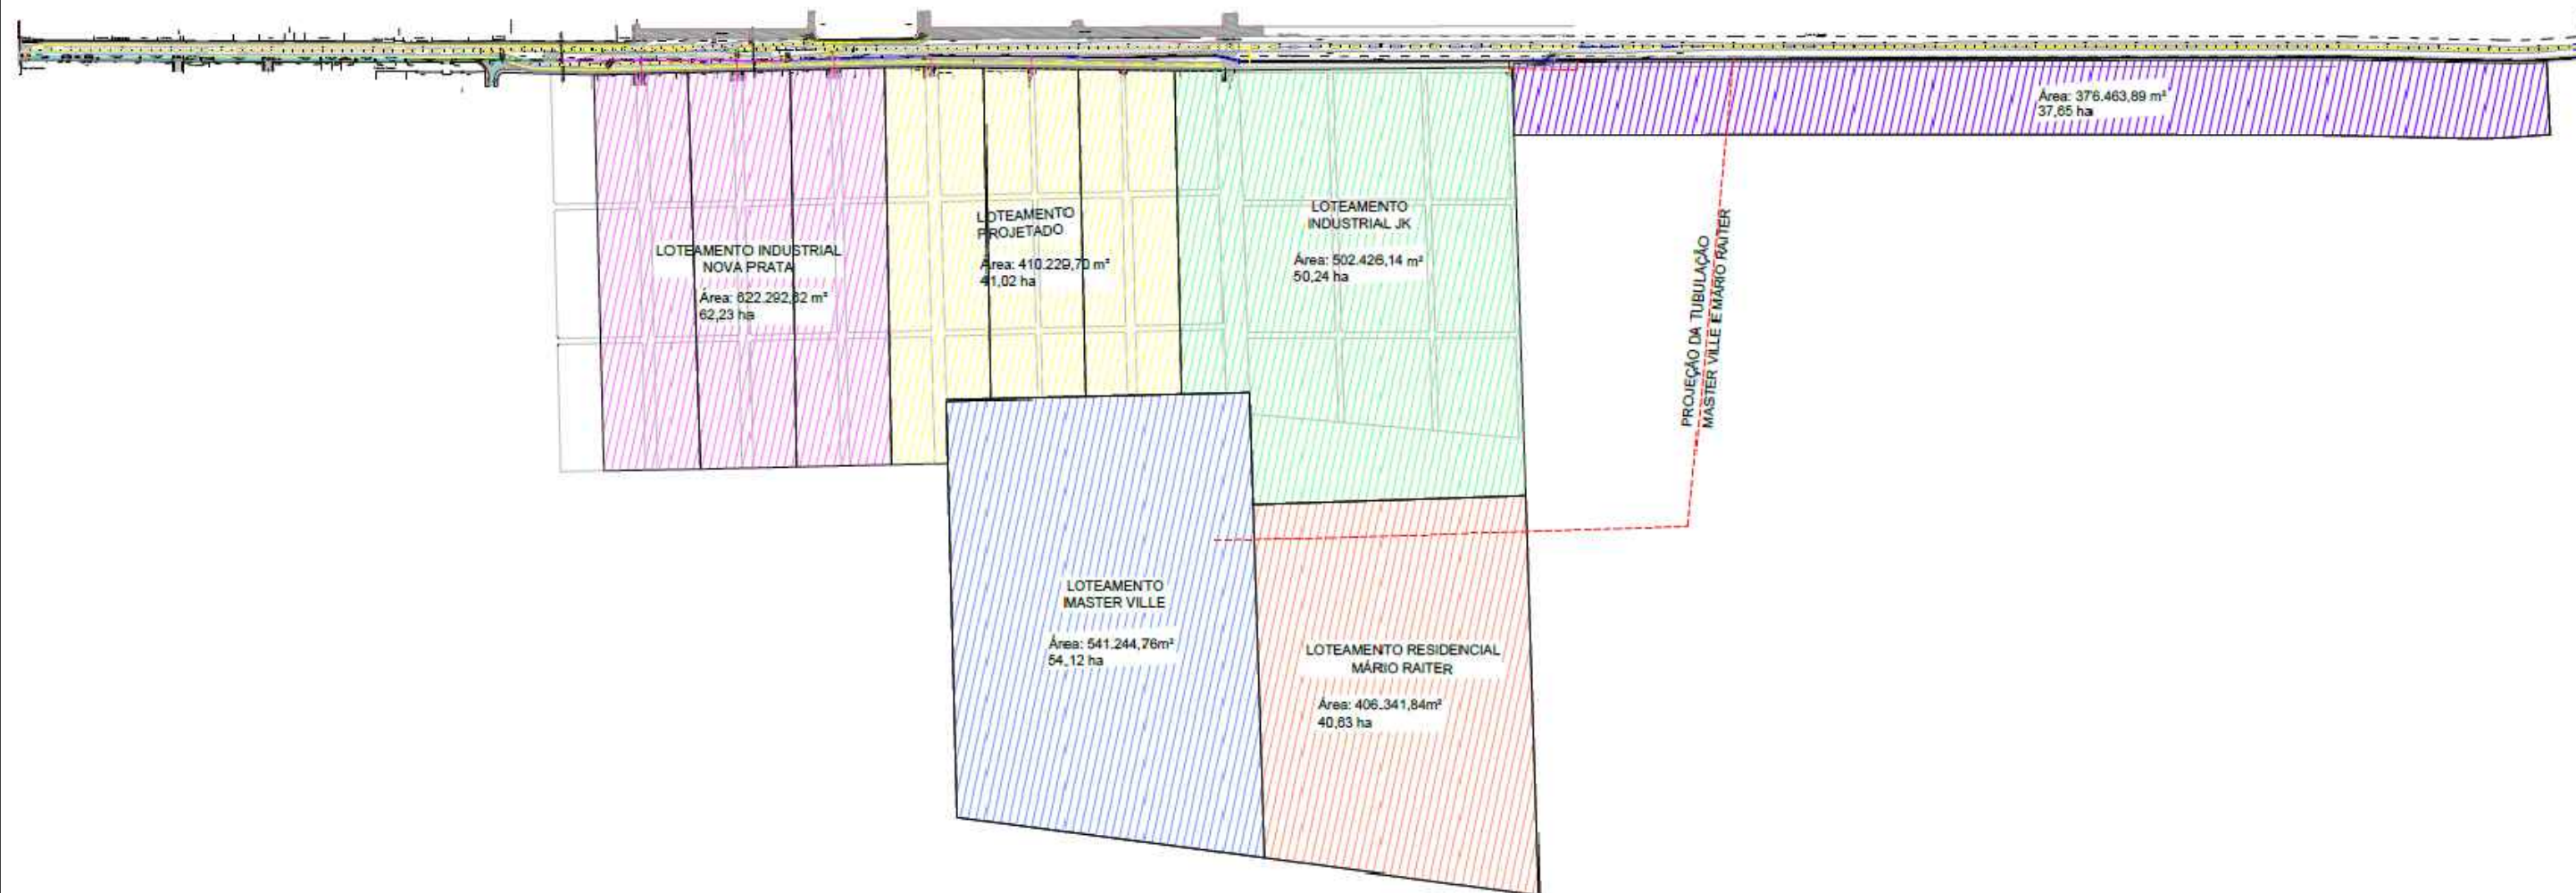 Área: 376.463,89 m²
37,65 ha
LOTEAMENTO INDUSTRIAL
NOVA PRATA
Área: 622.292,82 m²
62,23 ha
LOTEAMENTO
PROJETADO
Área: 410.229,70 m²
41,02 ha
LOTEAMENTO
INDUSTRIAL JK
Área: 502.426,14 m²
50,24 ha
PROJEÇÃO DA TUBULAÇÃO
MASTER VILLE E MÁRIO RAITER
LOTEAMENTO
MASTER VILLE
Área: 541.244,76m²
54,12 ha
LOTEAMENTO RESIDENCIAL
MÁRIO RAITER
Área: 406.341,84m²
40,63 ha